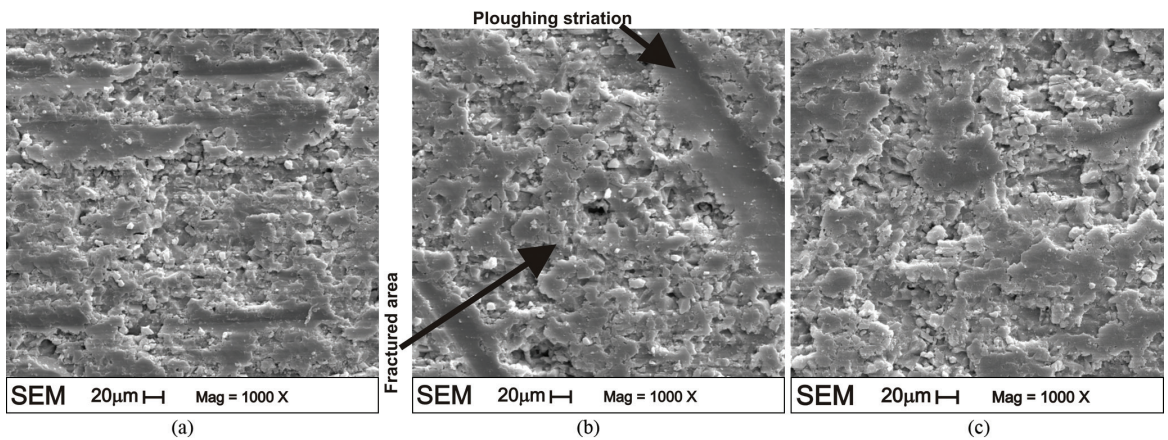 Ploughing striation
Fractured area
SEM 20μm Mag = 1000 X
SEM 20μm Mag = 1000 X
SEM 20μm Mag = 1000 X
(a)
(b)
(c)